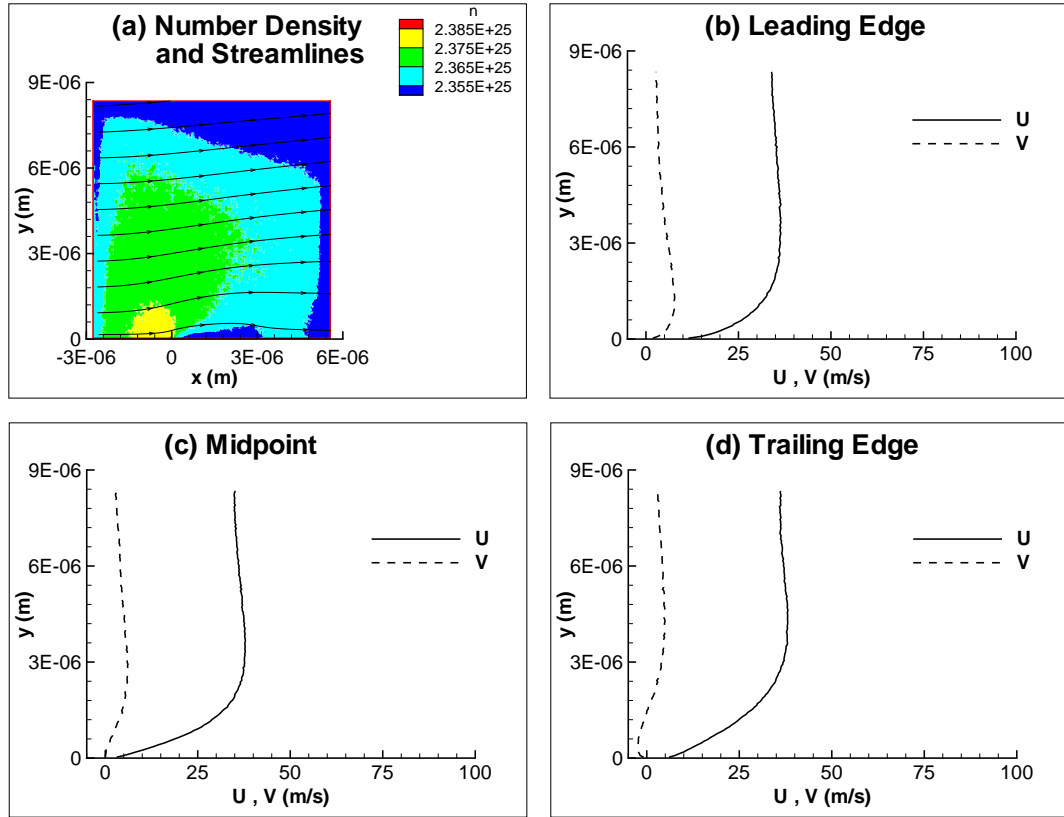 (a) Number Density
and Streamlines
n
2.385E+25
2.375E+25
2.365E+25
2.355E+25
9E-06
6E-06
3E-06
0
y (m)
-3E-06
0
3E-06
6E-06
x (m)
(b) Leading Edge
U
V
9E-06
6E-06
3E-06
0
y (m)
0
25
50
75
100
U , V (m/s)
(c) Midpoint
U
V
9E-06
6E-06
3E-06
0
y (m)
0
25
50
75
100
U , V (m/s)
(d) Trailing Edge
U
V
9E-06
6E-06
3E-06
0
y (m)
0
25
50
75
100
U , V (m/s)